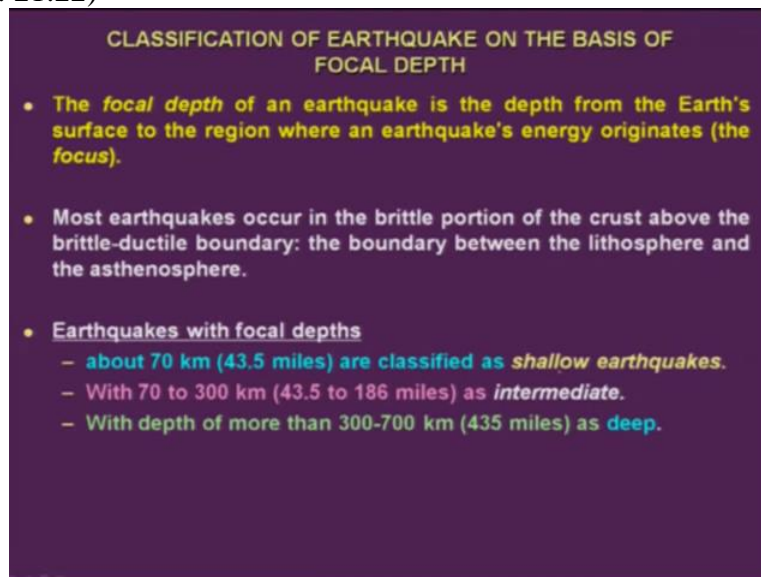 CLASSIFICATION OF EARTHQUAKE ON THE BASIS OF
FOCAL DEPTH
• The focal depth of an earthquake is the depth from the Earth's
surface to the region where an earthquake's energy originates (the
focus).
• Most earthquakes occur in the brittle portion of the crust above the
brittle-ductile boundary: the boundary between the lithosphere and
the asthenosphere.
• Earthquakes with focal depths
– about 70 km (43.5 miles) are classified as shallow earthquakes.
– With 70 to 300 km (43.5 to 186 miles) as intermediate.
– With depth of more than 300-700 km (435 miles) as deep.